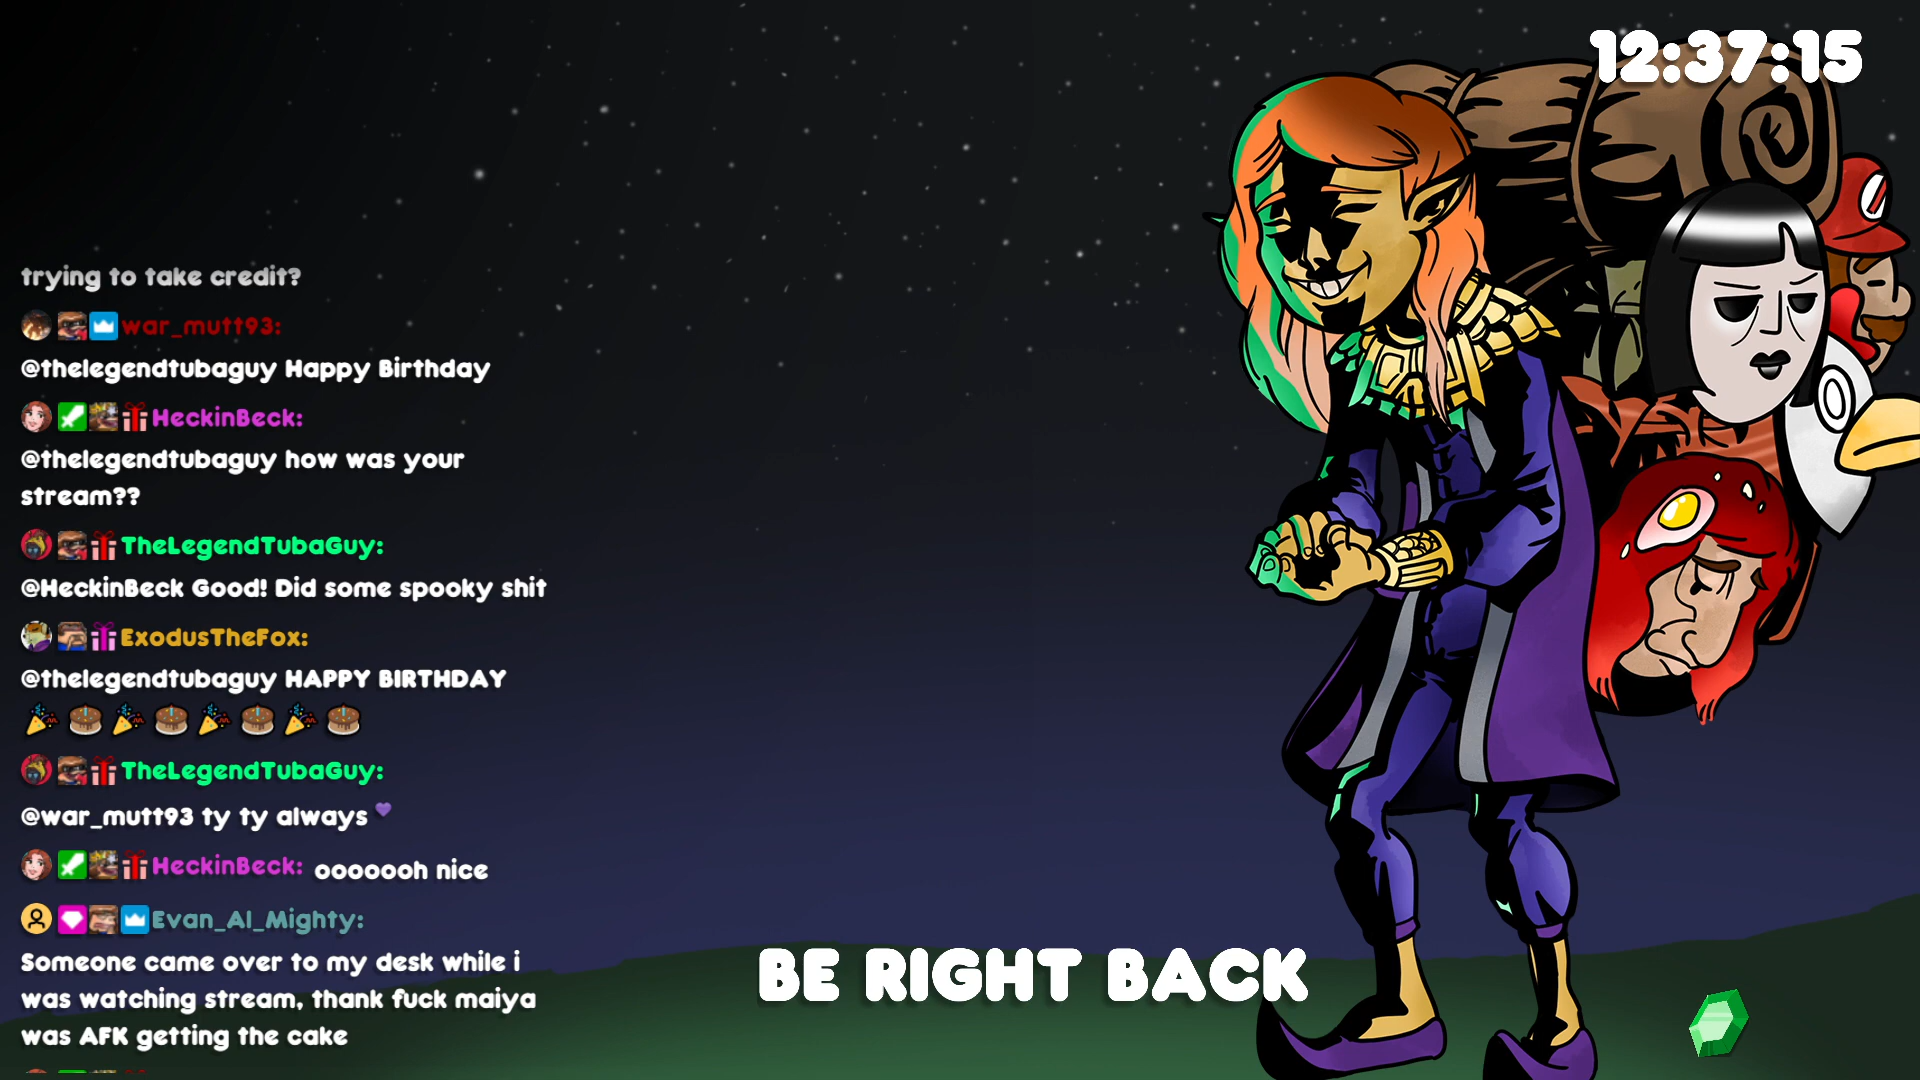 12:37:15
trying to take credit?
war_mutt93:
@thelegendtubaguy Happy Birthday
HeckinBeck:
@thelegendtubaguy how was your
stream??
TheLegendTubaGuy:
@HeckinBeck Good! Did some spooky shit
ExodusTheFox:
@thelegendtubaguy HAPPY BIRTHDAY
TheLegendTubaGuy:
@war_mutt93 ty ty always
HeckinBeck: ooooooh nice
Evan_Al_Mighty:
Someone came over to my desk while i
was watching stream, thank fuck maiya
was AFK getting the cake
BE RIGHT BACK